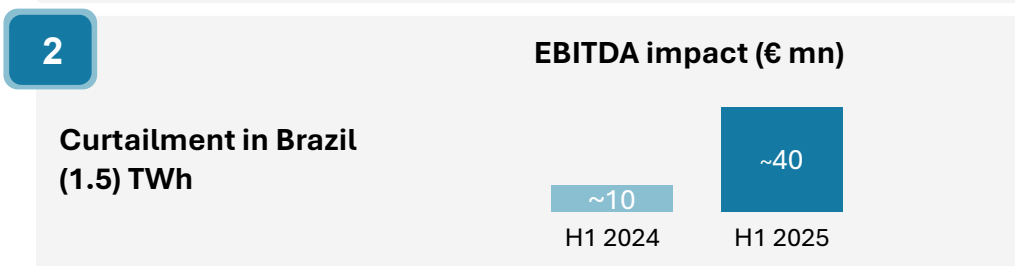 2
EBITDA impact (€ mn)
Curtailment in Brazil
(1.5) TWh
~10
~40
H1 2024
H1 2025